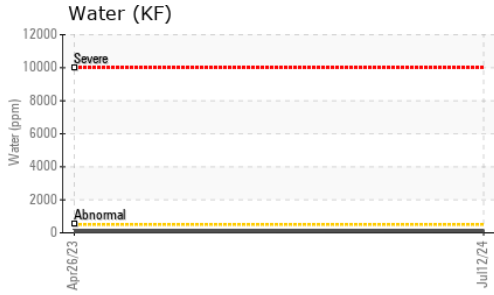 Water (KF)
12000
Severe
10000
8000
Water (ppm)
6000
4000
2000
Abnormal
0
Apr26/23
Jul12/24